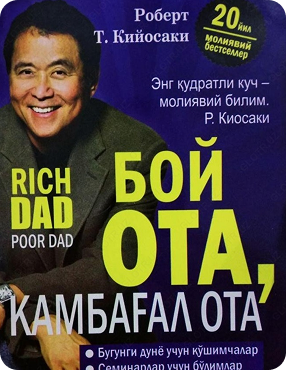 Роберт
Т. Кийосаки
20 йил
молиявий
бестселлер
Энг қудратли куч –
молиявий билим.
Р. Киосаки
RICH
DAD
POOR DAD
БОЙ
ОТА,
КАМБАҒАЛ ОТА
• Бугунги дунё учун қўшимчалар
• Семинарлар учун бўлимлар